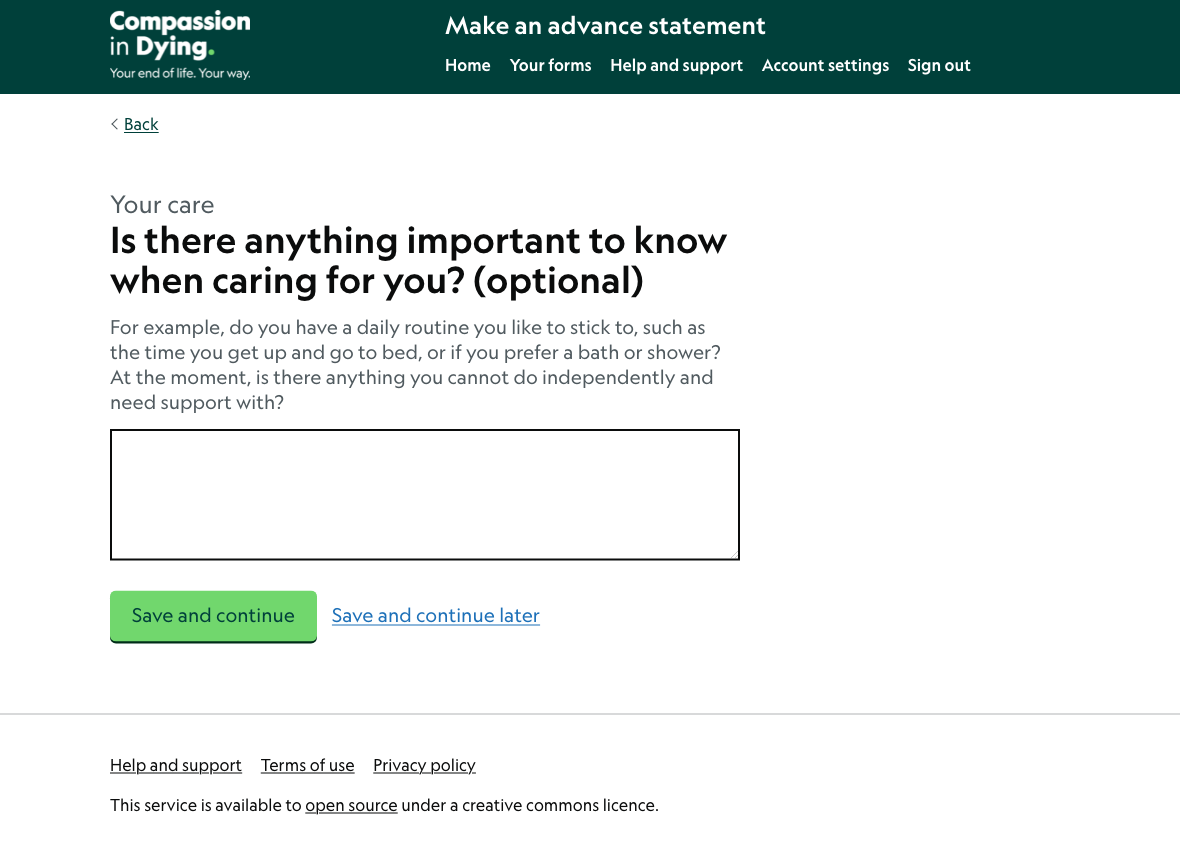 Compassion
in Dying.
Your end of life. Your way.
Make an advance statement
Home Your forms Help and support Account settings Sign out
Back
Your care
Is there anything important to know
when caring for you? (optional)
For example, do you have a daily routine you like to stick to, such as
the time you get up and go to bed, or if you prefer a bath or shower?
At the moment, is there anything you cannot do independently and
need support with?
Save and continue Save and continue later
Help and support Terms of use Privacy policy
This service is available to open source under a creative commons licence.